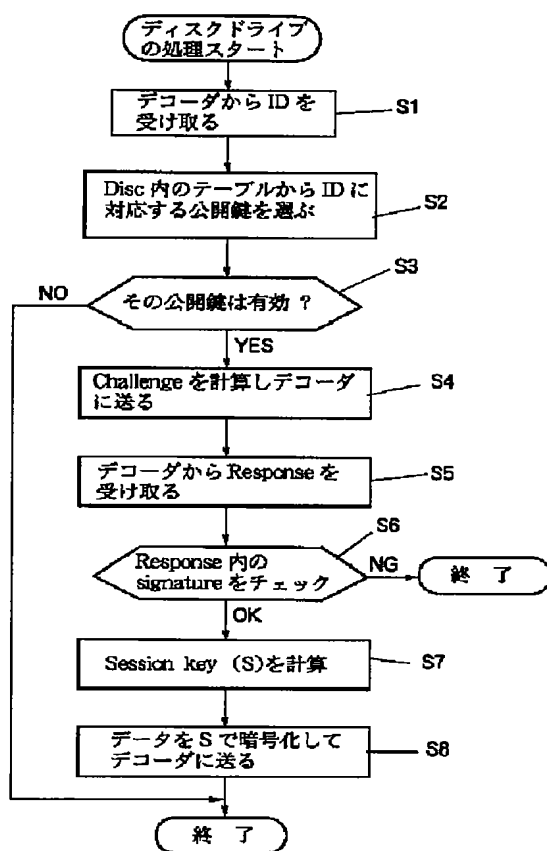 ディスクドライブ
の処理スタート
デコーダから ID を
受け取る
S1
Disc 内のテーブルから ID に
対応する公開鍵を選ぶ
S2
S3
NO
その公開鍵は有効 ?
YES
Challenge を計算しデコーダ
に送る
S4
デコーダから Response を
受け取る
S5
S6
Response 内の
signature をチェック
NG
終 了
OK
Session key (S)を計算
S7
データを S で暗号化して
デコーダに送る
S8
終 了